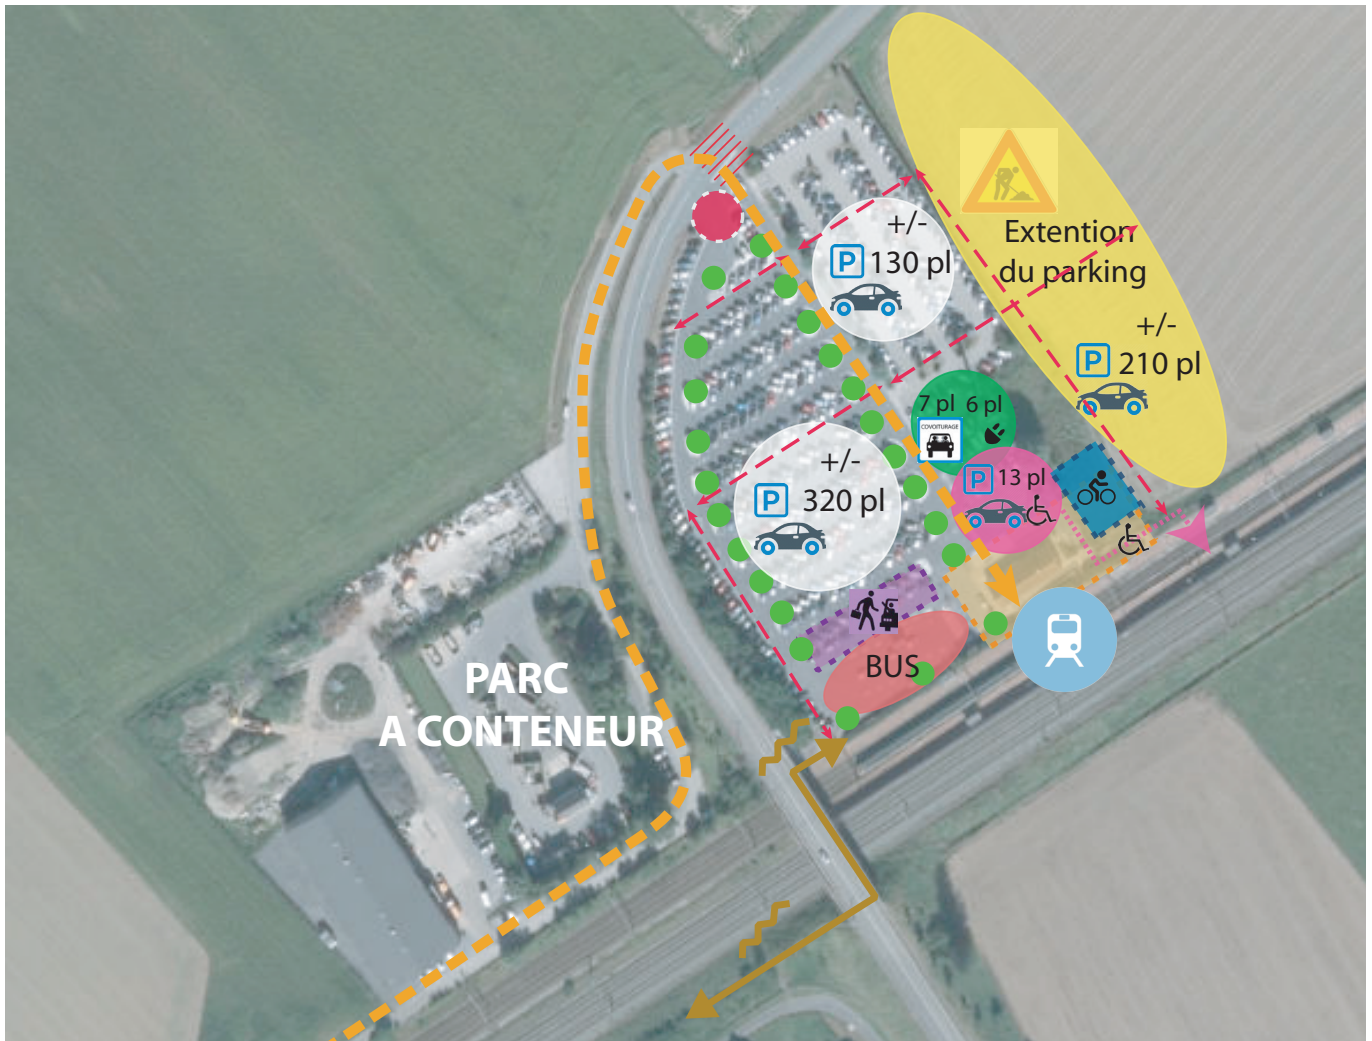 +/-
P 130 pl
Extention
du parking
+/-
P 210 pl
7 pl 6 pl
COVOITURAGE
+/-
P 320 pl
P 13 pl
BUS
PARC
A CONTENEUR